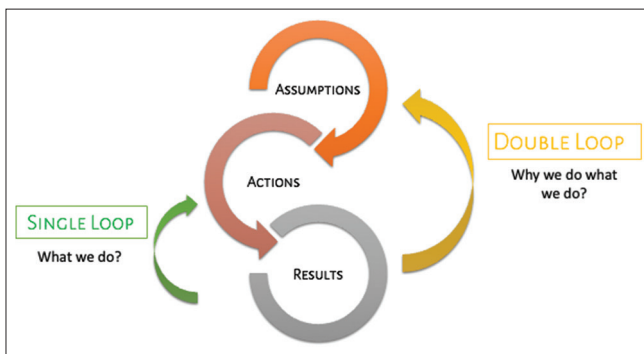 ASSUMPTIONS
DOUBLE LOOP
Why we do what
we do?
ACTIONS
SINGLE LOOP
What we do?
RESULTS